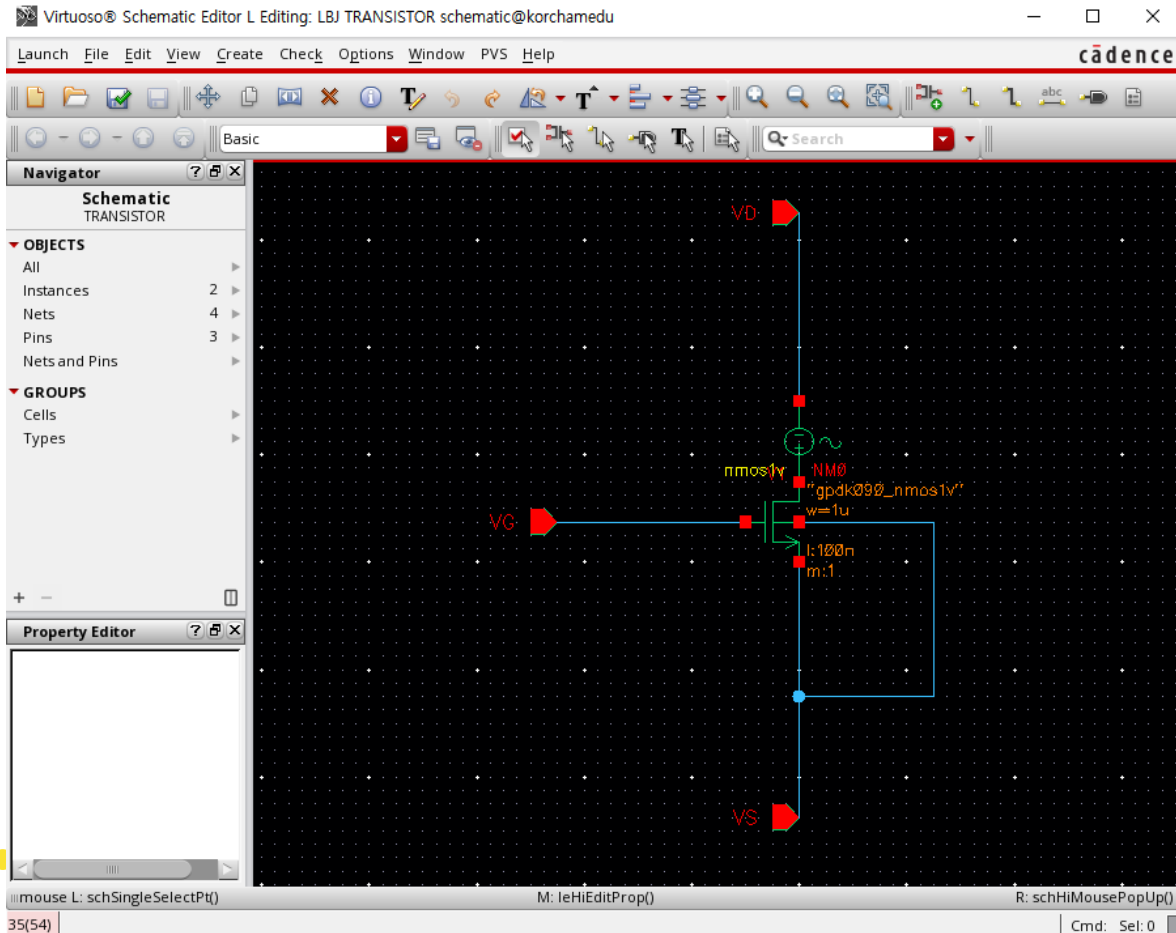 Virtuoso® Schematic Editor L Editing: LBJ TRANSISTOR schematic@korchamedu
Launch File Edit View Create Check Options Window PVS Help
cādence
abc
Basic
Search
Navigator
Schematic
TRANSISTOR
OBJECTS
All
Instances 2
Nets 4
Pins 3
Nets and Pins
GROUPS
Cells
Types
Property Editor
VD
nmos1v NM0
"gpdk090_nmos1v"
w=1u
VG
l:100n
m:1
VS
mouse L: schSingleSelectPt() M: leHiEditProp() R: schHiMousePopUp()
35(54) Cmd: Sel: 0